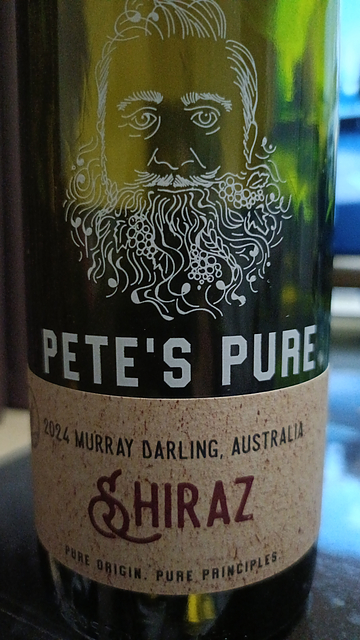 PETE'S PURE
2024 MURRAY DARLING, AUSTRALIA
SHIRAZ
PURE ORIGIN. PURE PRINCIPLES